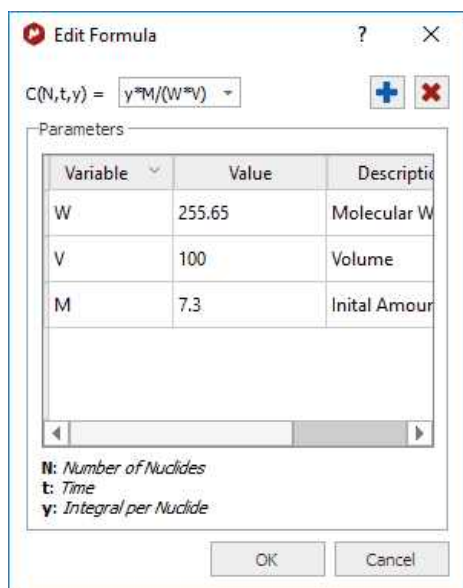 Edit Formula ?
C(N,t,y) = y*M/(W*V)
Parameters
Variable Value Descriptic
W 255.65 Molecular W
V 100 Volume
M 7.3 Inital Amour
N: Number of Nuclides
t: Time
y: Integral per Nuclide
OK Cancel